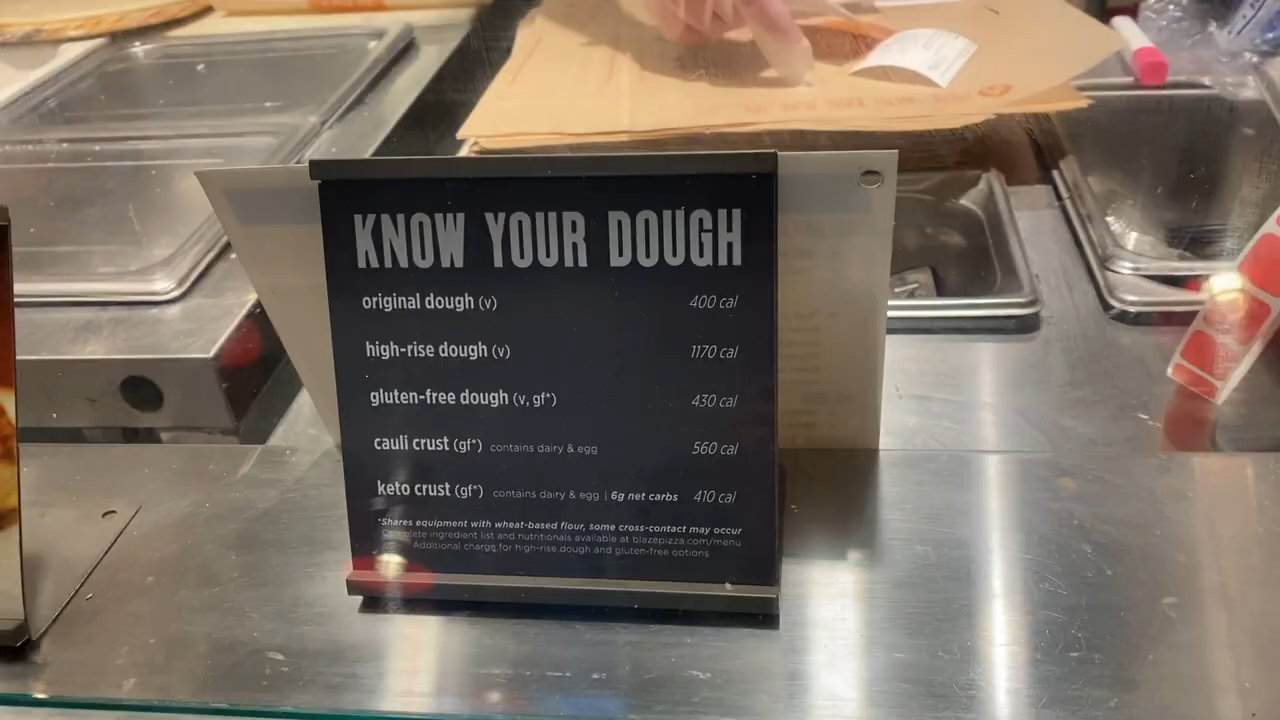 KNOW YOUR DOUGH
original dough (v) 400 cal
high-rise dough (v) 1170 cal
gluten-free dough (v, gf*) 430 cal
cauli crust (gf*) contains dairy & egg 560 cal
keto crust (gf*) contains dairy & egg | 6g net carbs 410 cal
*Shares equipment with wheat-based flour, some cross-contact may occur
Complete ingredient list and nutritionals available at blazepizza.com/menu
Additional charge for high-rise dough and gluten-free options